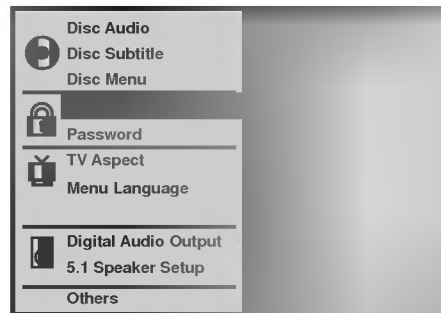 Disc Audio
Disc Subtitle
Disc Menu
Password
TV Aspect
Menu Language
Digital Audio Output
5.1 Speaker Setup
Others